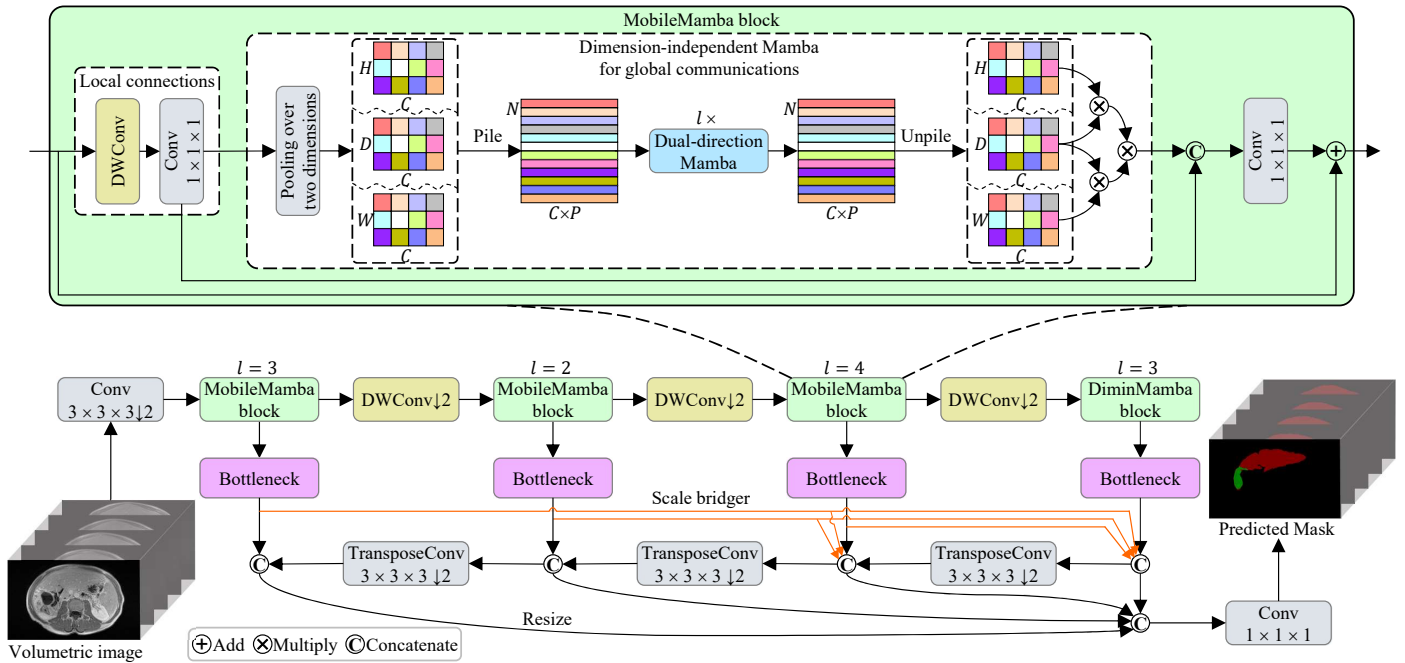 MobileMamba block
Local connections
DWConv
Conv
1 × 1 × 1
Dimension-independent Mamba
for global communications
Pooling over
two dimensions
H
C
D
C
W
C
Pile
N
C×P
l ×
Dual-direction
Mamba
N
C×P
Unpile
H
C
D
C
W
C
C
Conv
1 × 1 × 1
l = 3
l = 2
l = 4
l = 3
Conv
3 × 3 × 3↓2
MobileMamba
block
DWConv↓2
MobileMamba
block
DWConv↓2
MobileMamba
block
DWConv↓2
DiminMamba
block
Bottleneck
Bottleneck
Bottleneck
Bottleneck
Scale bridger
C
TransposeConv
3 × 3 × 3 ↓2
C
TransposeConv
3 × 3 × 3 ↓2
C
TransposeConv
3 × 3 × 3 ↓2
C
Resize
C
Conv
1 × 1 × 1
Predicted Mask
Volumetric image
Add
Multiply
C Concatenate